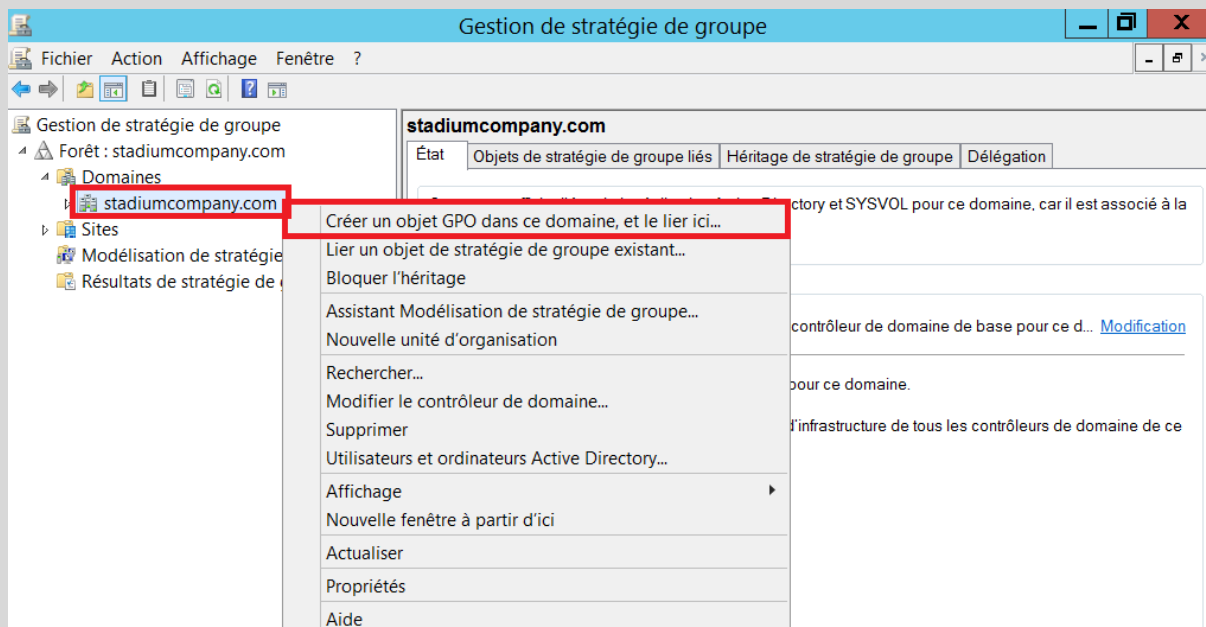 Gestion de stratégie de groupe
Fichier Action Affichage Fenêtre ?
Gestion de stratégie de groupe
Forêt : stadiumcompany.com
Domaines
stadiumcompany.com
Sites
Modélisation de stratégie
Résultats de stratégie de
stadiumcompany.com
État Objets de stratégie de groupe liés Héritage de stratégie de groupe Délégation
Directory et SYSVOL pour ce domaine, car il est associé à la
contrôleur de domaine de base pour ce d... Modification
pour ce domaine.
d'infrastructure de tous les contrôleurs de domaine de ce
Créer un objet GPO dans ce domaine, et le lier ici...
Lier un objet de stratégie de groupe existant...
Bloquer l'héritage
Assistant Modélisation de stratégie de groupe...
Nouvelle unité d'organisation
Rechercher...
Modifier le contrôleur de domaine...
Supprimer
Utilisateurs et ordinateurs Active Directory...
Affichage
Nouvelle fenêtre à partir d'ici
Actualiser
Propriétés
Aide